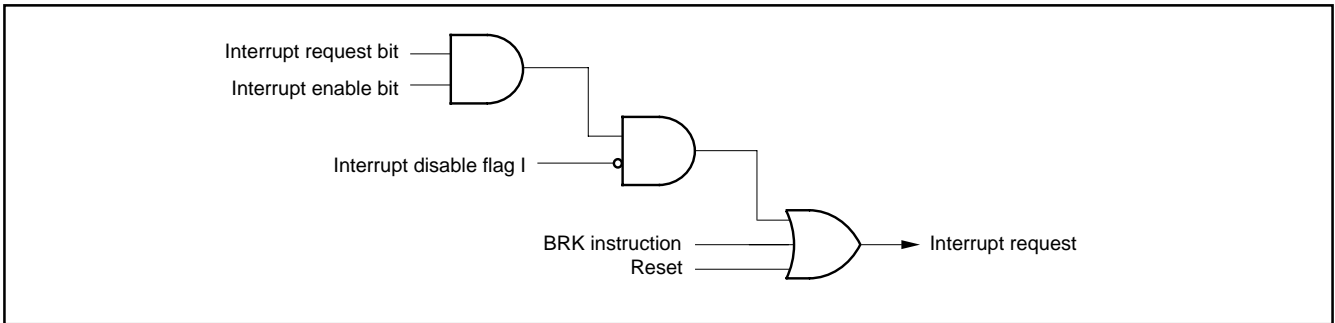 Interrupt request bit
Interrupt enable bit
Interrupt disable flag I
BRK instruction
Reset
Interrupt request